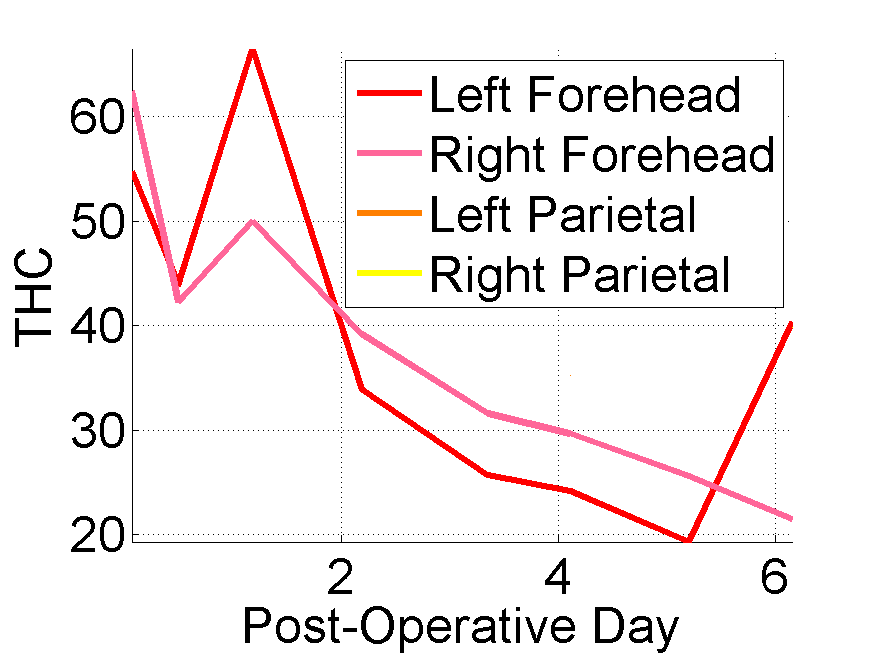 60
50
40
30
20
THC
Left Forehead
Right Forehead
Left Parietal
Right Parietal
2 4 6
Post-Operative Day